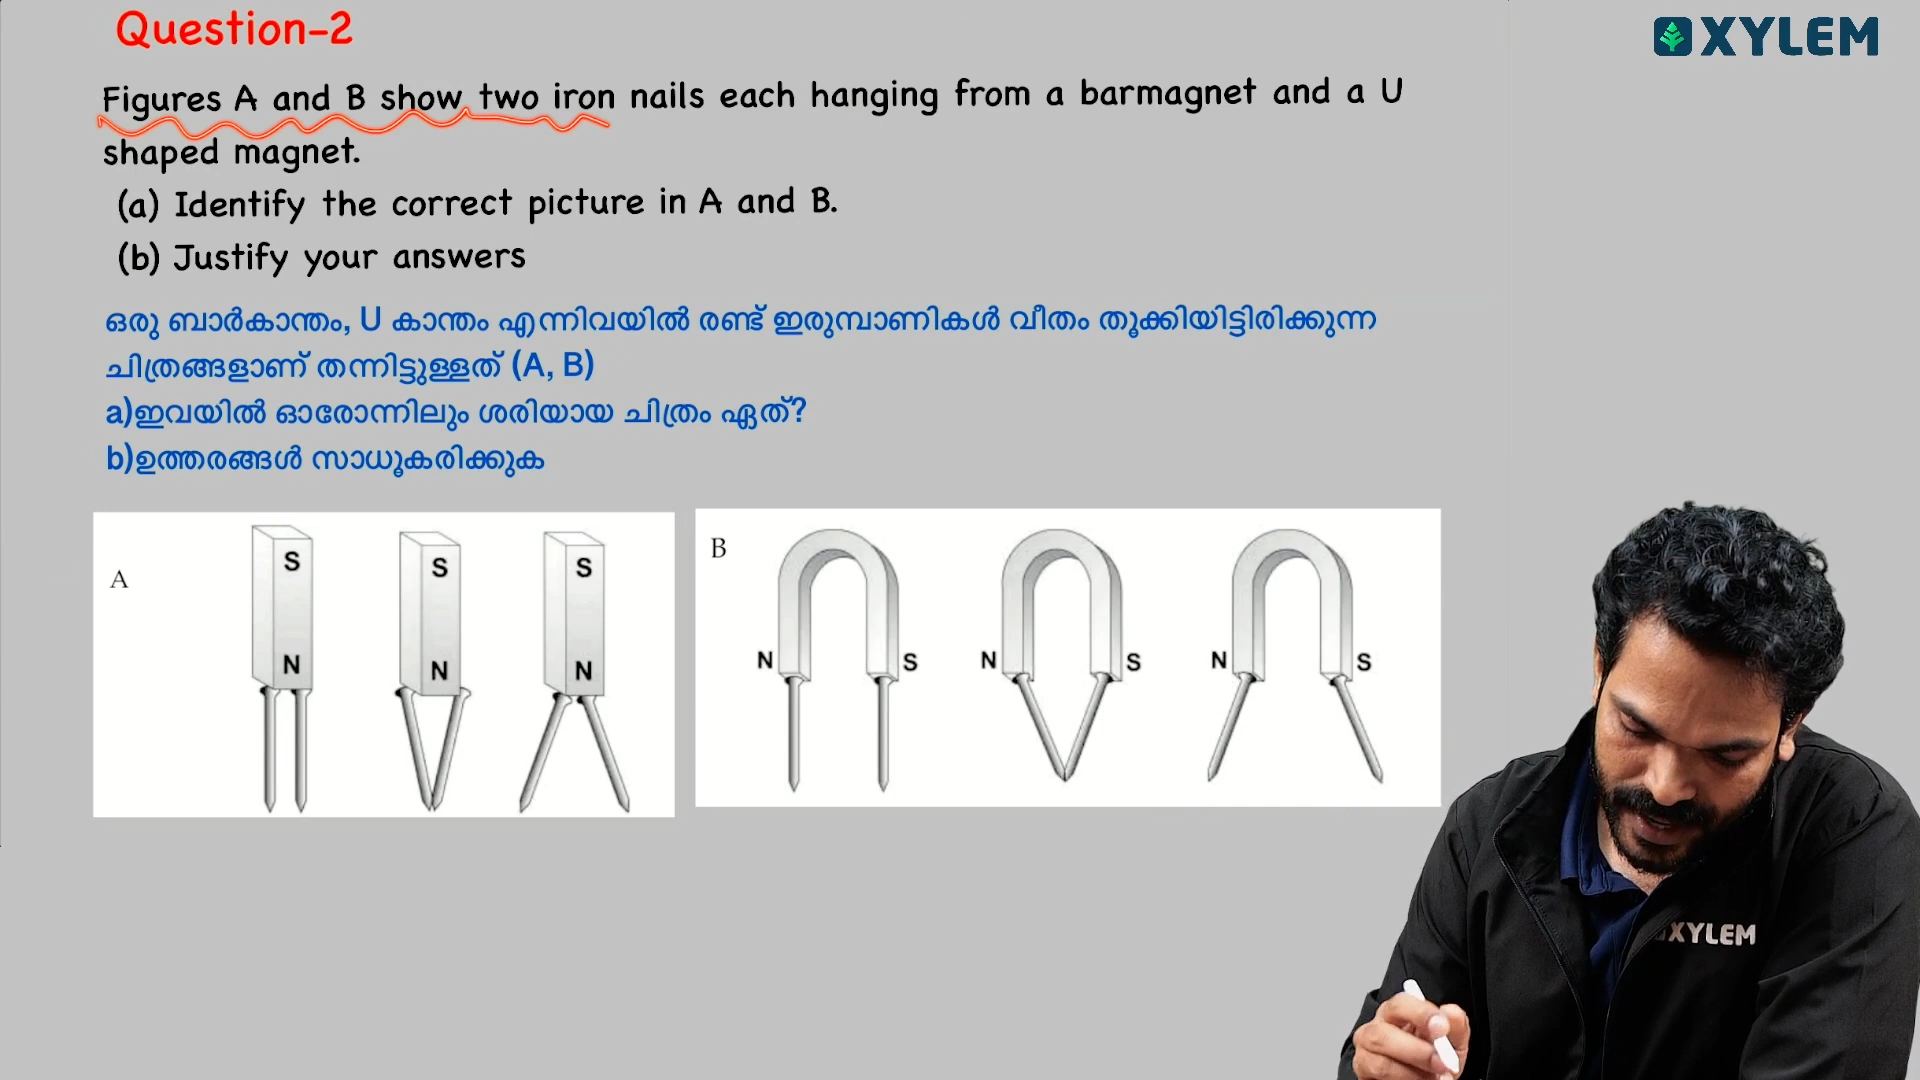 Question-2
XYLEM
Figures A and B show two iron nails each hanging from a barmagnet and a U
shaped magnet.
(a) Identify the correct picture in A and B.
(b) Justify your answers
ഒരു ബാർകാന്തം, U കാന്തം എന്നിവയിൽ രണ്ട് ഇരുമ്പാണികൾ വീതം തൂക്കിയിട്ടിരിക്കുന്ന
ചിത്രങ്ങളാണ് തന്നിട്ടുള്ളത് (A, B)
a)ഇവയിൽ ഓരോന്നിലും ശരിയായ ചിത്രം ഏത്?
b)ഉത്തരങ്ങൾ സാധൂകരിക്കുക
A
S
N
S
N
S
N
B
N S
N S
N S
XYLEM